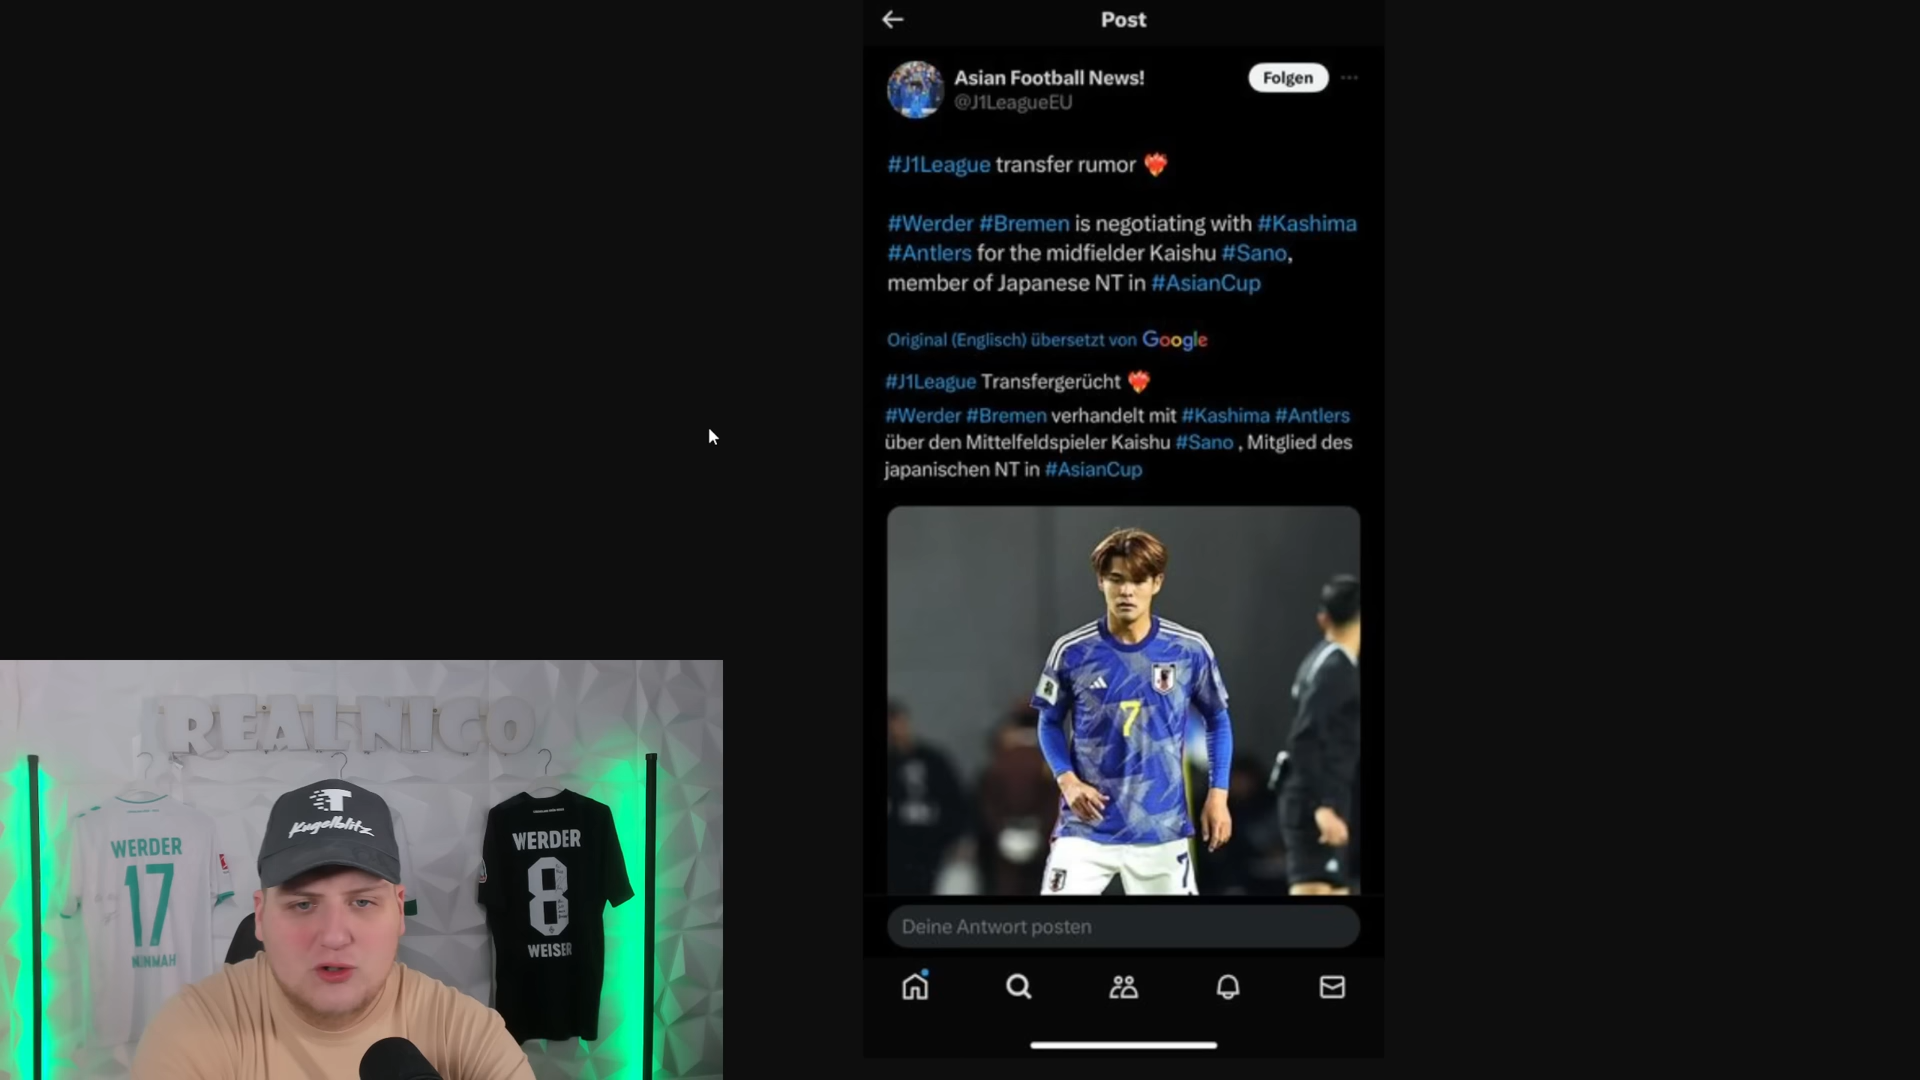 Post
Asian Football News!
@J1LeagueEU
Folgen
#J1League transfer rumor ❤️‍🔥
#Werder #Bremen is negotiating with #Kashima
#Antlers for the midfielder Kaishu #Sano,
member of Japanese NT in #AsianCup
Original (Englisch) übersetzt von Google
#J1League Transfergerücht ❤️‍🔥
#Werder #Bremen verhandelt mit #Kashima #Antlers
über den Mittelfeldspieler Kaishu #Sano , Mitglied des
japanischen NT in #AsianCup
7
7
Deine Antwort posten
REALNICO
T
Kugelblitz
WERDER
17
WERDER
8
WEISER